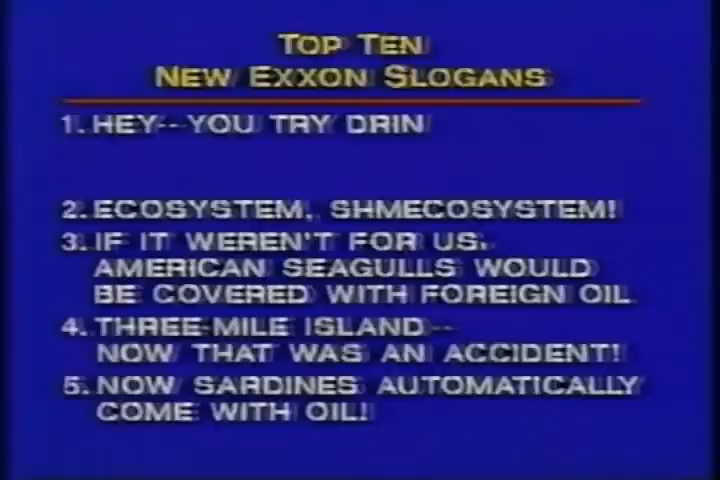 TOP TEN
NEW EXXON SLOGANS
1. HEY--YOU TRY DRIN
2. ECOSYSTEM, SHMECOSYSTEM!
3. IF IT WEREN'T FOR US,
AMERICAN SEAGULLS WOULD
BE COVERED WITH FOREIGN OIL
4. THREE-MILE ISLAND--
NOW THAT WAS AN ACCIDENT!
5. NOW SARDINES AUTOMATICALLY
COME WITH OIL!